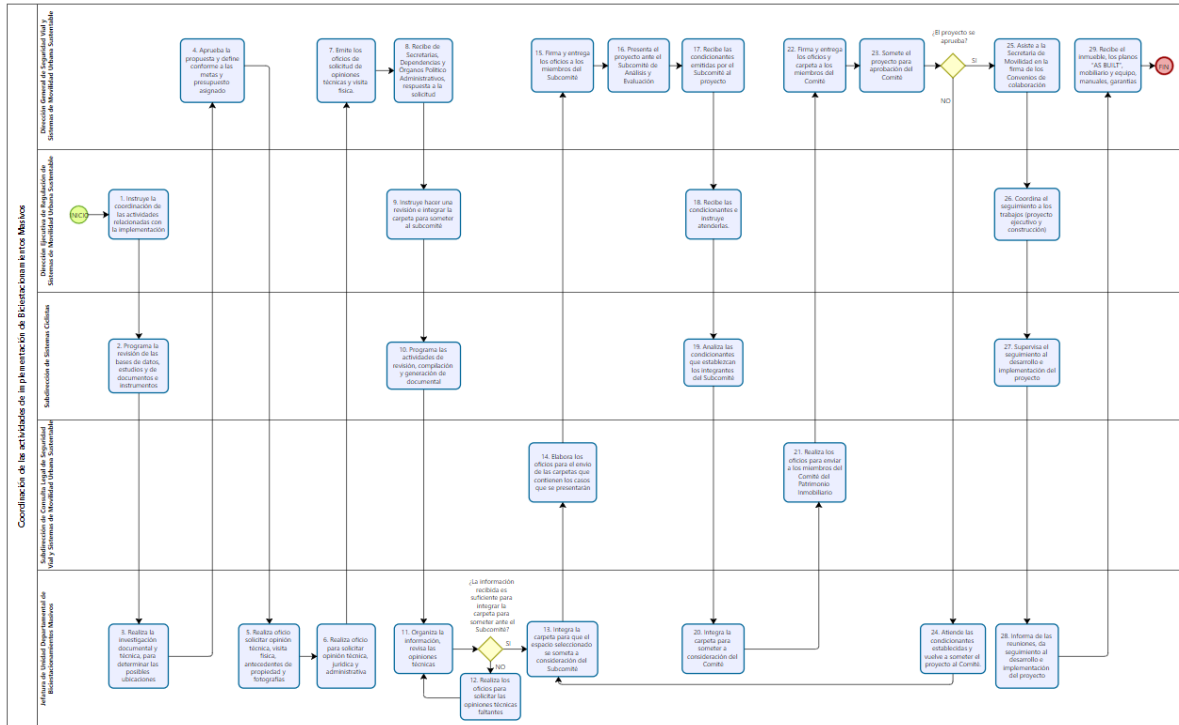 Coordinación de las actividades de implementación de Biciestacionamientos Masivos
Dirección General de Seguridad Vial y
Sistemas de Movilidad Urbana Sustentable
4. Aprueba la
propuesta y define
conforme a las
metas y
presupuesto
asignado
7. Emite los
oficios de
solicitud de
opiniones
técnicas y visita
física.
8. Recibe de
Secretarías,
Dependencias y
Órganos Político
Administrativos,
respuesta a la
solicitud
15. Firma y entrega
los oficios a los
miembros del
Subcomité
16. Presenta el
proyecto ante el
Subcomité de
Análisis y
Evaluación
17. Recibe las
condicionantes
emitidas por el
Subcomité al
proyecto
22. Firma y entrega
los oficios y
carpeta a los
miembros del
Comité
23. Somete el
proyecto para
aprobación del
Comité
¿El proyecto se
aprueba?
SI
NO
25. Asiste a la
Secretaría de
Movilidad en la
firma de los
Convenios de
colaboración
29. Recibe el
inmueble, los planos
"AS BUILT",
mobiliario y equipo,
manuales, garantías
FIN
Dirección Ejecutiva de Regulación de
Sistemas de Movilidad Urbana Sustentable
INICIO
1. Instruye la
coordinación de
las actividades
relacionadas con
la implementación
9. Instruye hacer una
revisión e integrar la
carpeta para someter
al subcomité
18. Recibe las
condicionantes e
instruye
atenderlas.
26. Coordina el
seguimiento a los
trabajos (proyecto
ejecutivo y
construcción)
Subdirección de Sistemas Ciclistas
2. Programa la
revisión de las
bases de datos,
estudios y de
documentos e
instrumentos
10. Programa las
actividades de
revisión, compilación
y generación de
documental
19. Analiza las
condicionantes
que establezcan
los integrantes
del Subcomité
27. Supervisa el
seguimiento al
desarrollo e
implementación del
proyecto
Subdirección de Consulta Legal de Seguridad
Vial y Sistemas de Movilidad Urbana Sustentable
14. Elabora los
oficios para el envío
de las carpetas que
contienen los casos
que se presentarán
21. Realiza los
oficios para enviar
a los miembros del
Comité del
Patrimonio
Inmobiliario
Jefatura de Unidad Departamental de
Biciestacionamientos Masivos
3. Realiza la
investigación
documental y
técnica, para
determinar las
posibles
ubicaciones
5. Realiza oficio
solicitar opinión
técnica, visita
física,
antecedentes de
propiedad y
fotografías
6. Realiza oficio
para solicitar
opinión técnica,
jurídica y
administrativa
11. Organiza la
información,
revisa las
opiniones
técnicas
¿La información
recibida es
suficiente para
integrar la
carpeta para
someter ante el
Subcomité?
SI
NO
12. Realiza los
oficios para
solicitar las
opiniones técnicas
faltantes
13. Integra la
carpeta para que el
espacio seleccionado
se someta a
consideración del
Subcomité
20. Integra la
carpeta para
someter a
consideración del
Comité
24. Atiende las
condicionantes
establecidas y
vuelve a someter el
proyecto al Comité.
28. Informa de las
reuniones, da
seguimiento al
desarrollo e
implementación
del proyecto